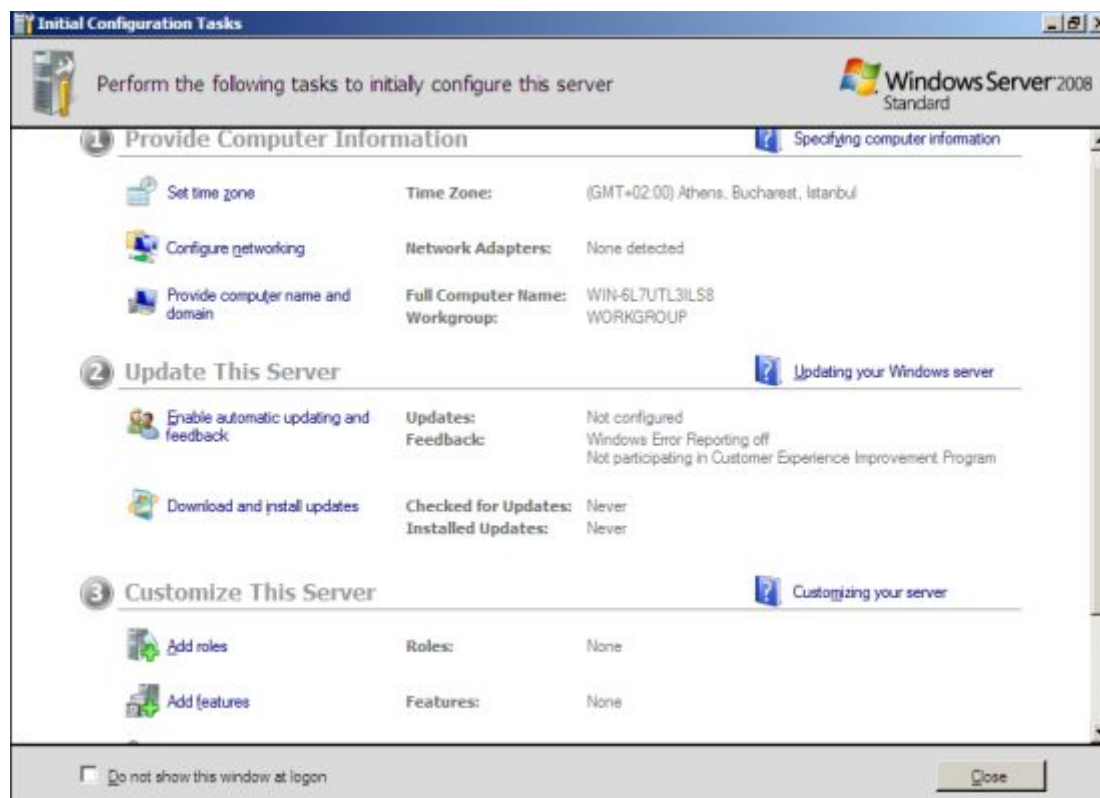 Initial Configuration Tasks
Perform the following tasks to initially configure this server
Windows Server 2008
Standard
1 Provide Computer Information
Specifying computer information
Set time zone
Time Zone:
(GMT+02:00) Athens, Bucharest, Istanbul
Configure networking
Network Adapters:
None detected
Provide computer name and
domain
Full Computer Name:
WIN-6L7UTL3ILS8
Workgroup:
WORKGROUP
2 Update This Server
Updating your Windows server
Enable automatic updating and
feedback
Updates:
Not configured
Feedback:
Windows Error Reporting off
Not participating in Customer Experience Improvement Program
Download and install updates
Checked for Updates:
Never
Installed Updates:
Never
3 Customize This Server
Customizing your server
Add roles
Roles:
None
Add features
Features:
None
Do not show this window at logon
Close